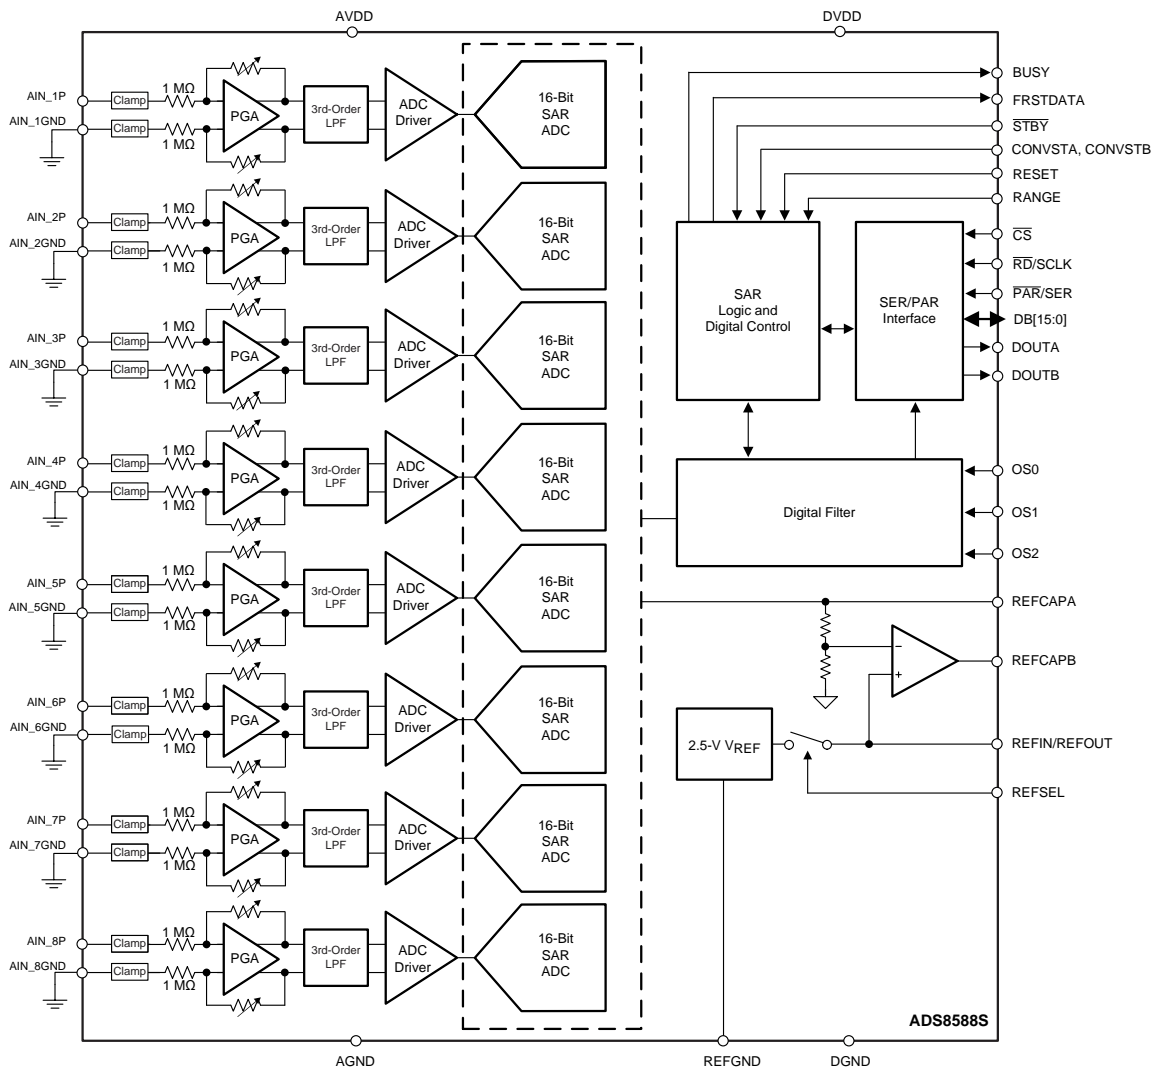 AVDD
DVDD
AIN_1P
Clamp
1 MΩ
AIN_1GND
Clamp
1 MΩ
PGA
3rd-Order
LPF
ADC
Driver
16-Bit
SAR
ADC
AIN_2P
Clamp
1 MΩ
AIN_2GND
Clamp
1 MΩ
PGA
3rd-Order
LPF
ADC
Driver
16-Bit
SAR
ADC
AIN_3P
Clamp
1 MΩ
AIN_3GND
Clamp
1 MΩ
PGA
3rd-Order
LPF
ADC
Driver
16-Bit
SAR
ADC
AIN_4P
Clamp
1 MΩ
AIN_4GND
Clamp
1 MΩ
PGA
3rd-Order
LPF
ADC
Driver
16-Bit
SAR
ADC
AIN_5P
Clamp
1 MΩ
AIN_5GND
Clamp
1 MΩ
PGA
3rd-Order
LPF
ADC
Driver
16-Bit
SAR
ADC
AIN_6P
Clamp
1 MΩ
AIN_6GND
Clamp
1 MΩ
PGA
3rd-Order
LPF
ADC
Driver
16-Bit
SAR
ADC
AIN_7P
Clamp
1 MΩ
AIN_7GND
Clamp
1 MΩ
PGA
3rd-Order
LPF
ADC
Driver
16-Bit
SAR
ADC
AIN_8P
Clamp
1 MΩ
AIN_8GND
Clamp
1 MΩ
PGA
3rd-Order
LPF
ADC
Driver
16-Bit
SAR
ADC
BUSY
FRSTDATA
STBY
CONVSTA, CONVSTB
RESET
RANGE
CS
RD/SCLK
PAR/SER
DB[15:0]
DOUTA
DOUTB
SAR
Logic and
Digital Control
SER/PAR
Interface
Digital Filter
OS0
OS1
OS2
REFCAPA
−
+
REFCAPB
2.5-V VREF
REFIN/REFOUT
REFSEL
ADS8588S
AGND
REFGND
DGND